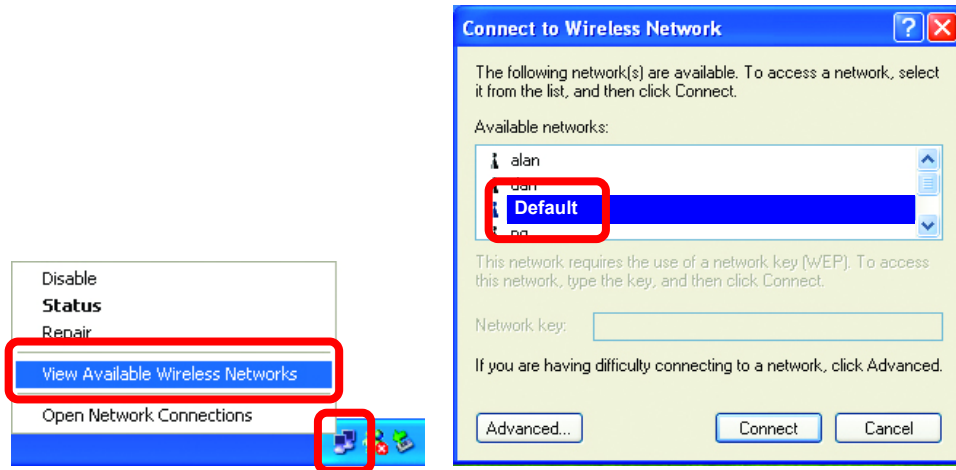 Disable
Status
Repair
View Available Wireless Networks
Open Network Connections
Connect to Wireless Network
The following network(s) are available. To access a network, select
it from the list, and then click Connect.
Available networks:
alan
dan
Default
This network requires the use of a network key (WEP). To access
this network, type the key, and then click Connect.
Network key:
If you are having difficulty connecting to a network, click Advanced.
Advanced...
Connect
Cancel